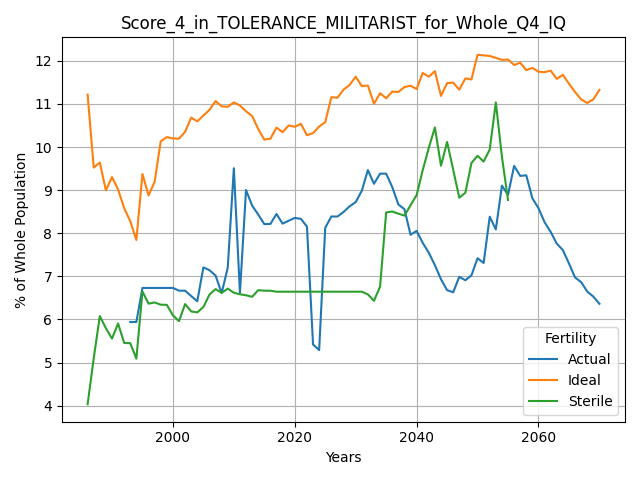 Score_4_in_TOLERANCE_MILITARIST_for_Whole_Q4_IQ
% of Whole Population
12
11
10
9
8
7
6
5
4
2000 2020 2040 2060
Years
Fertility
Actual
Ideal
Sterile